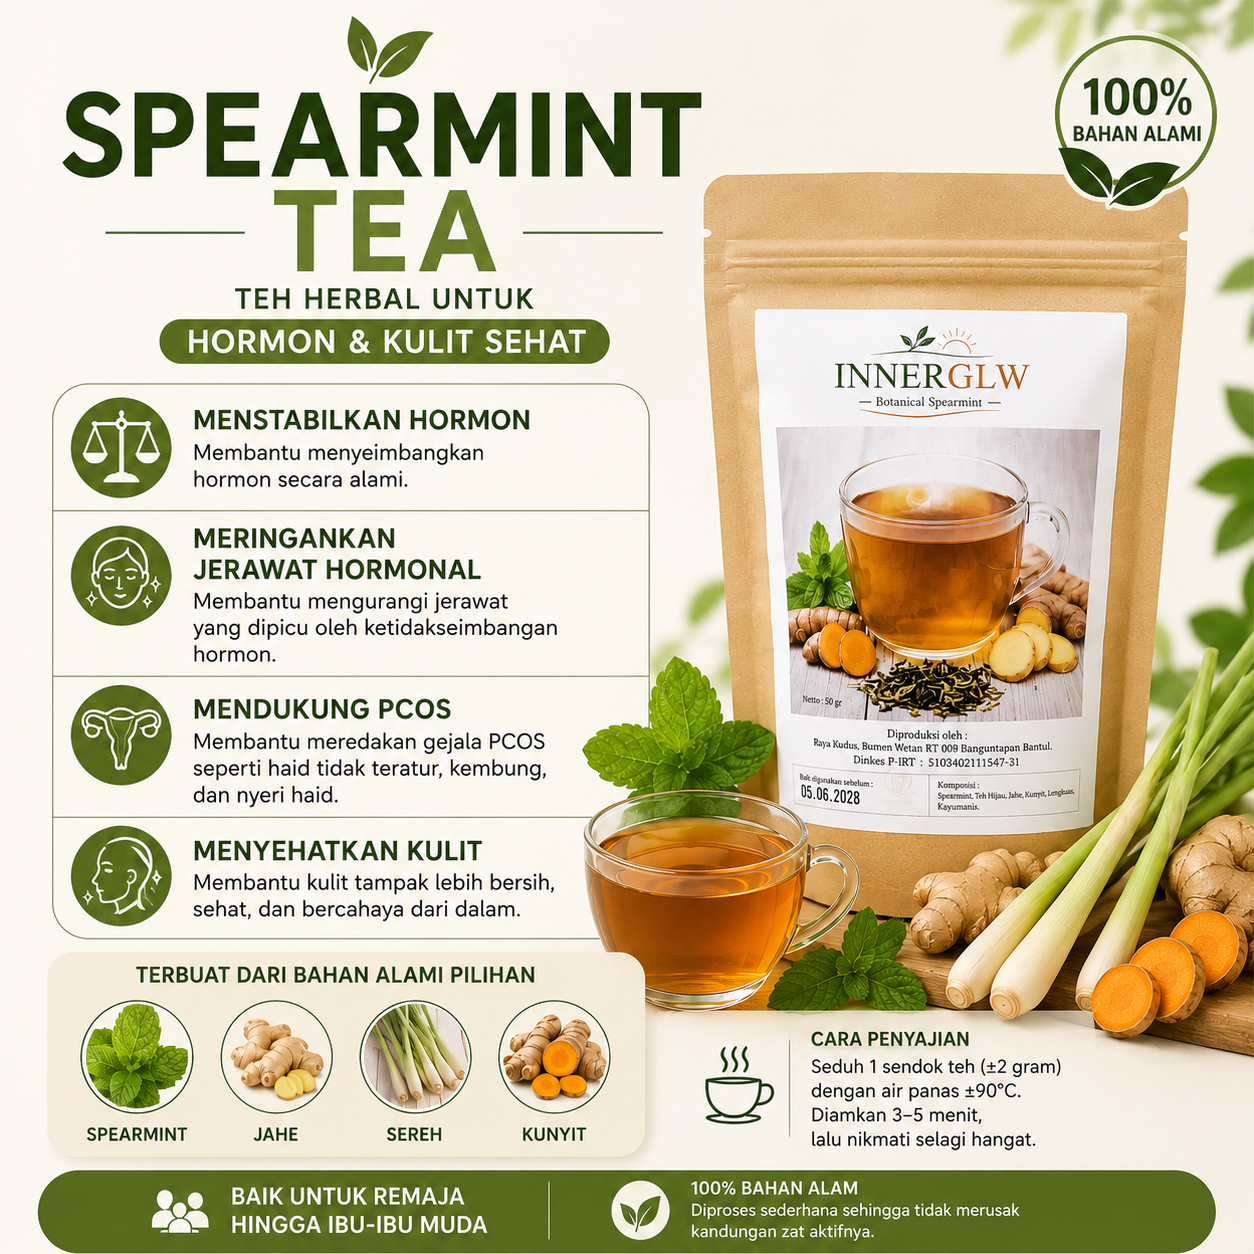 SPEARMINT
TEA
TEH HERBAL UNTUK
HORMON & KULIT SEHAT
100%
BAHAN ALAMI
MENSTABILKAN HORMON
Membantu menyeimbangkan
hormon secara alami.
MERINGANKAN
JERAWAT HORMONAL
Membantu mengurangi jerawat
yang dipicu oleh ketidakseimbangan
hormon.
MENDUKUNG PCOS
Membantu meredakan gejala PCOS
seperti haid tidak teratur, kembung,
dan nyeri haid.
MENYEHATKAN KULIT
Membantu kulit tampak lebih bersih,
sehat, dan bercahaya dari dalam.
INNERGLW
Botanical Spearmint
Netto : 50 gr
Diproduksi oleh :
Raya Kudus, Bumen Wetan RT 009 Banguntapan Bantul.
Dinkes P-IRT : 5103402111547-31
Baik digunakan sebelum :
05.06.2028
Komposisi :
Spearmint, Teh Hijau, Jahe, Kunyit, Lengkuas,
Kayumanis.
TERBUAT DARI BAHAN ALAMI PILIHAN
SPEARMINT
JAHE
SEREH
KUNYIT
CARA PENYAJIAN
Seduh 1 sendok teh (±2 gram)
dengan air panas ±90°C.
Diamkan 3–5 menit,
lalu nikmati selagi hangat.
BAIK UNTUK REMAJA
HINGGA IBU-IBU MUDA
100% BAHAN ALAM
Diproses sederhana sehingga tidak merusak
kandungan zat aktifnya.